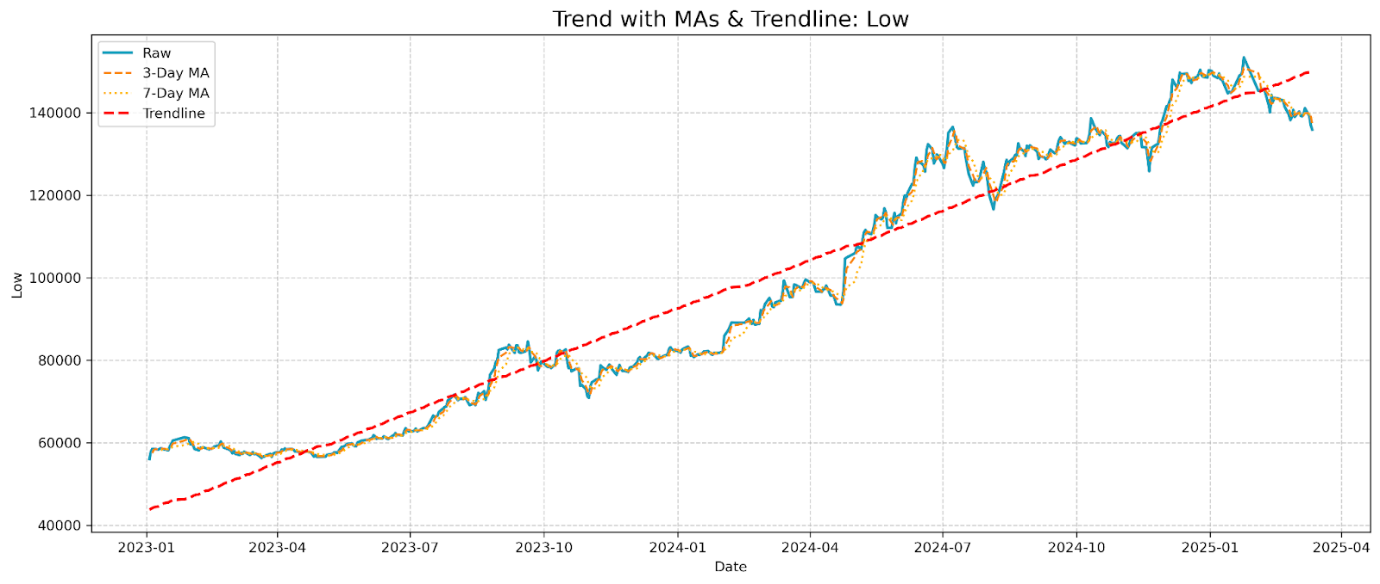 Trend with MAs & Trendline: Low
Raw
3-Day MA
7-Day MA
Trendline
Low
140000
120000
100000
80000
60000
40000
2023-01 2023-04 2023-07 2023-10 2024-01 2024-04 2024-07 2024-10 2025-01 2025-04
Date